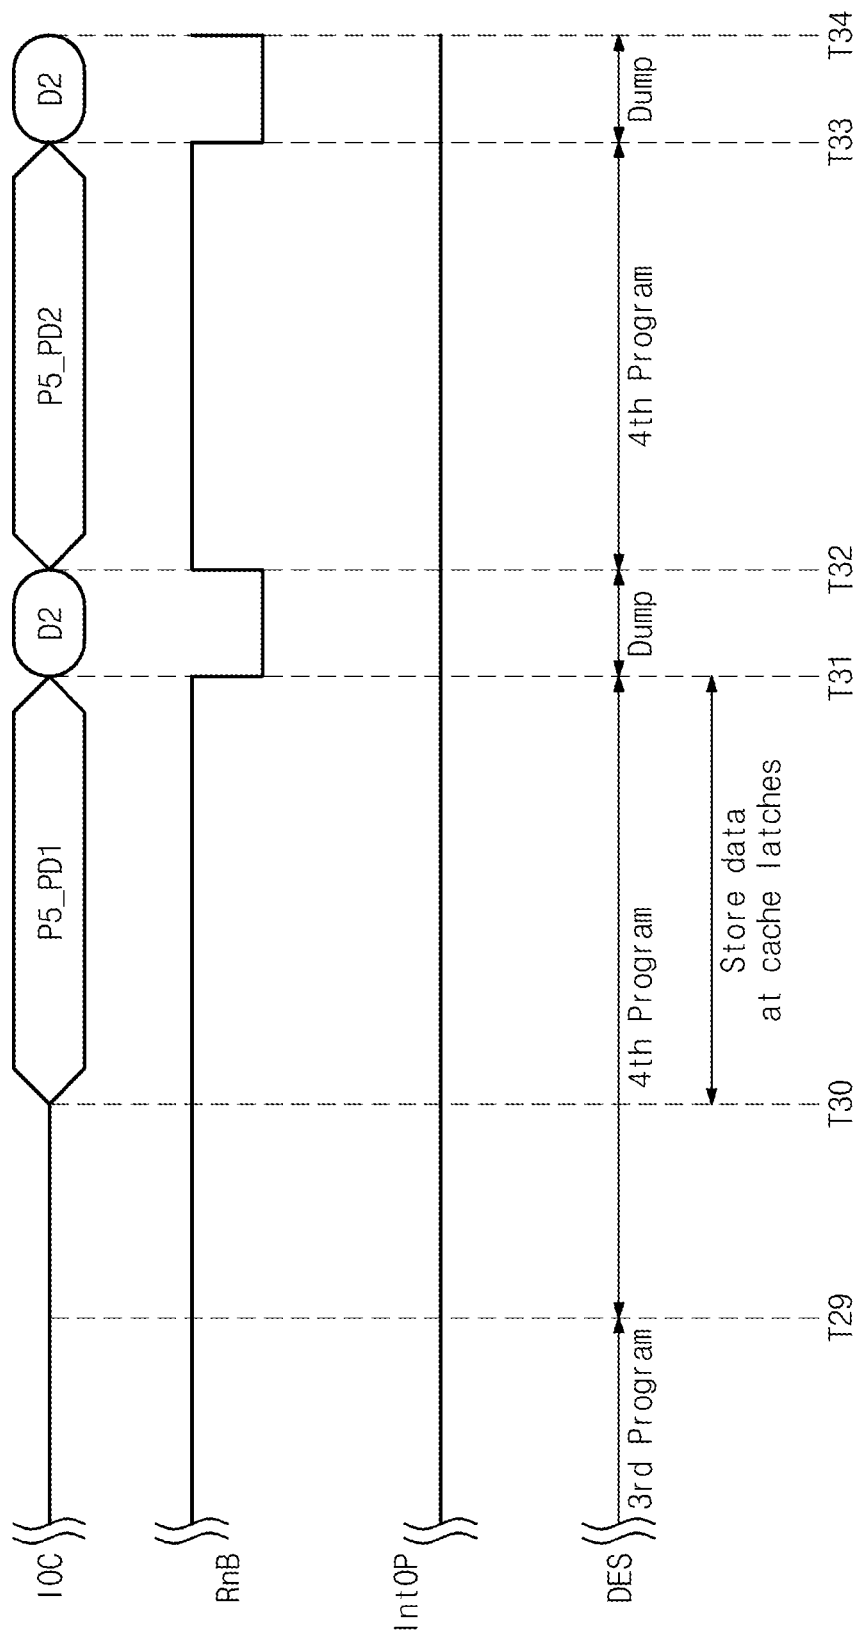 IOC
P5_PD1
D2
P5_PD2
D2
RnB
IntOP
DES
3rd Program
4th Program
Dump
4th Program
Dump
Store data
at cache latches
T29
T30
T31
T32
T33
T34